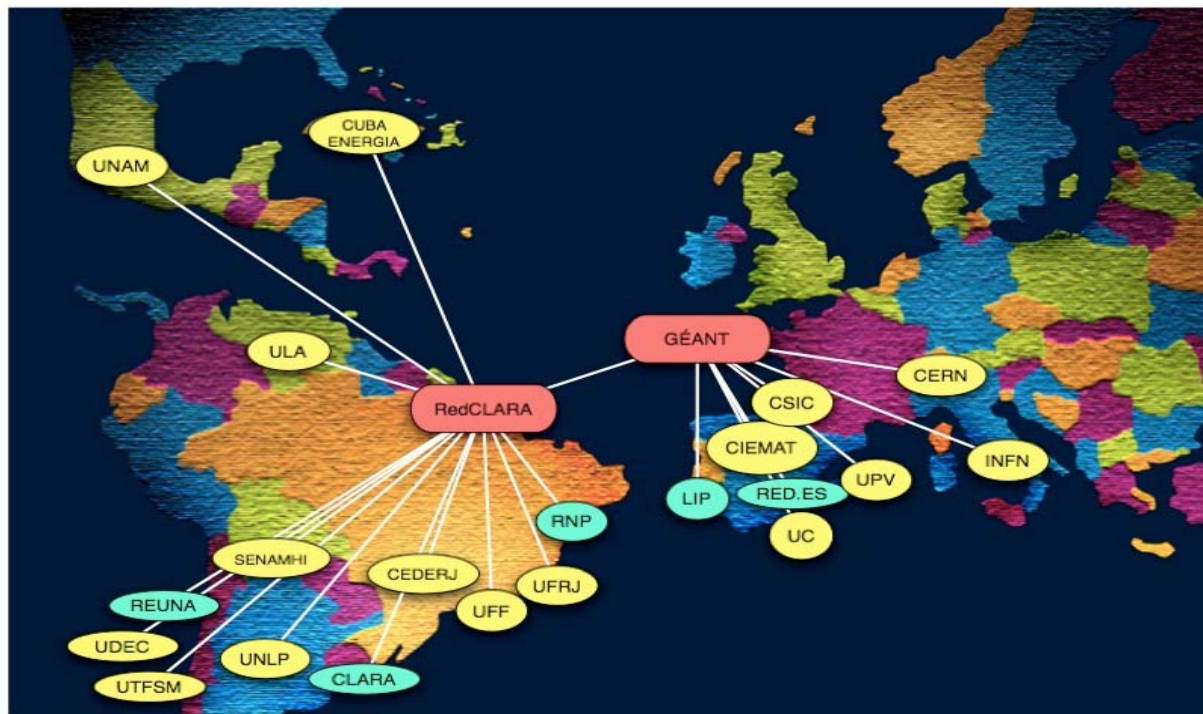 CUBA
ENERGIA
UNAM
GÉANT
ULA
CERN
CSIC
RedCLARA
CIEMAT
INFN
UPV
LIP
RED.ES
RNP
UC
SENAMHI
CEDERJ
UFRJ
REUNA
UFF
UDEC
UNLP
CLARA
UTFSM